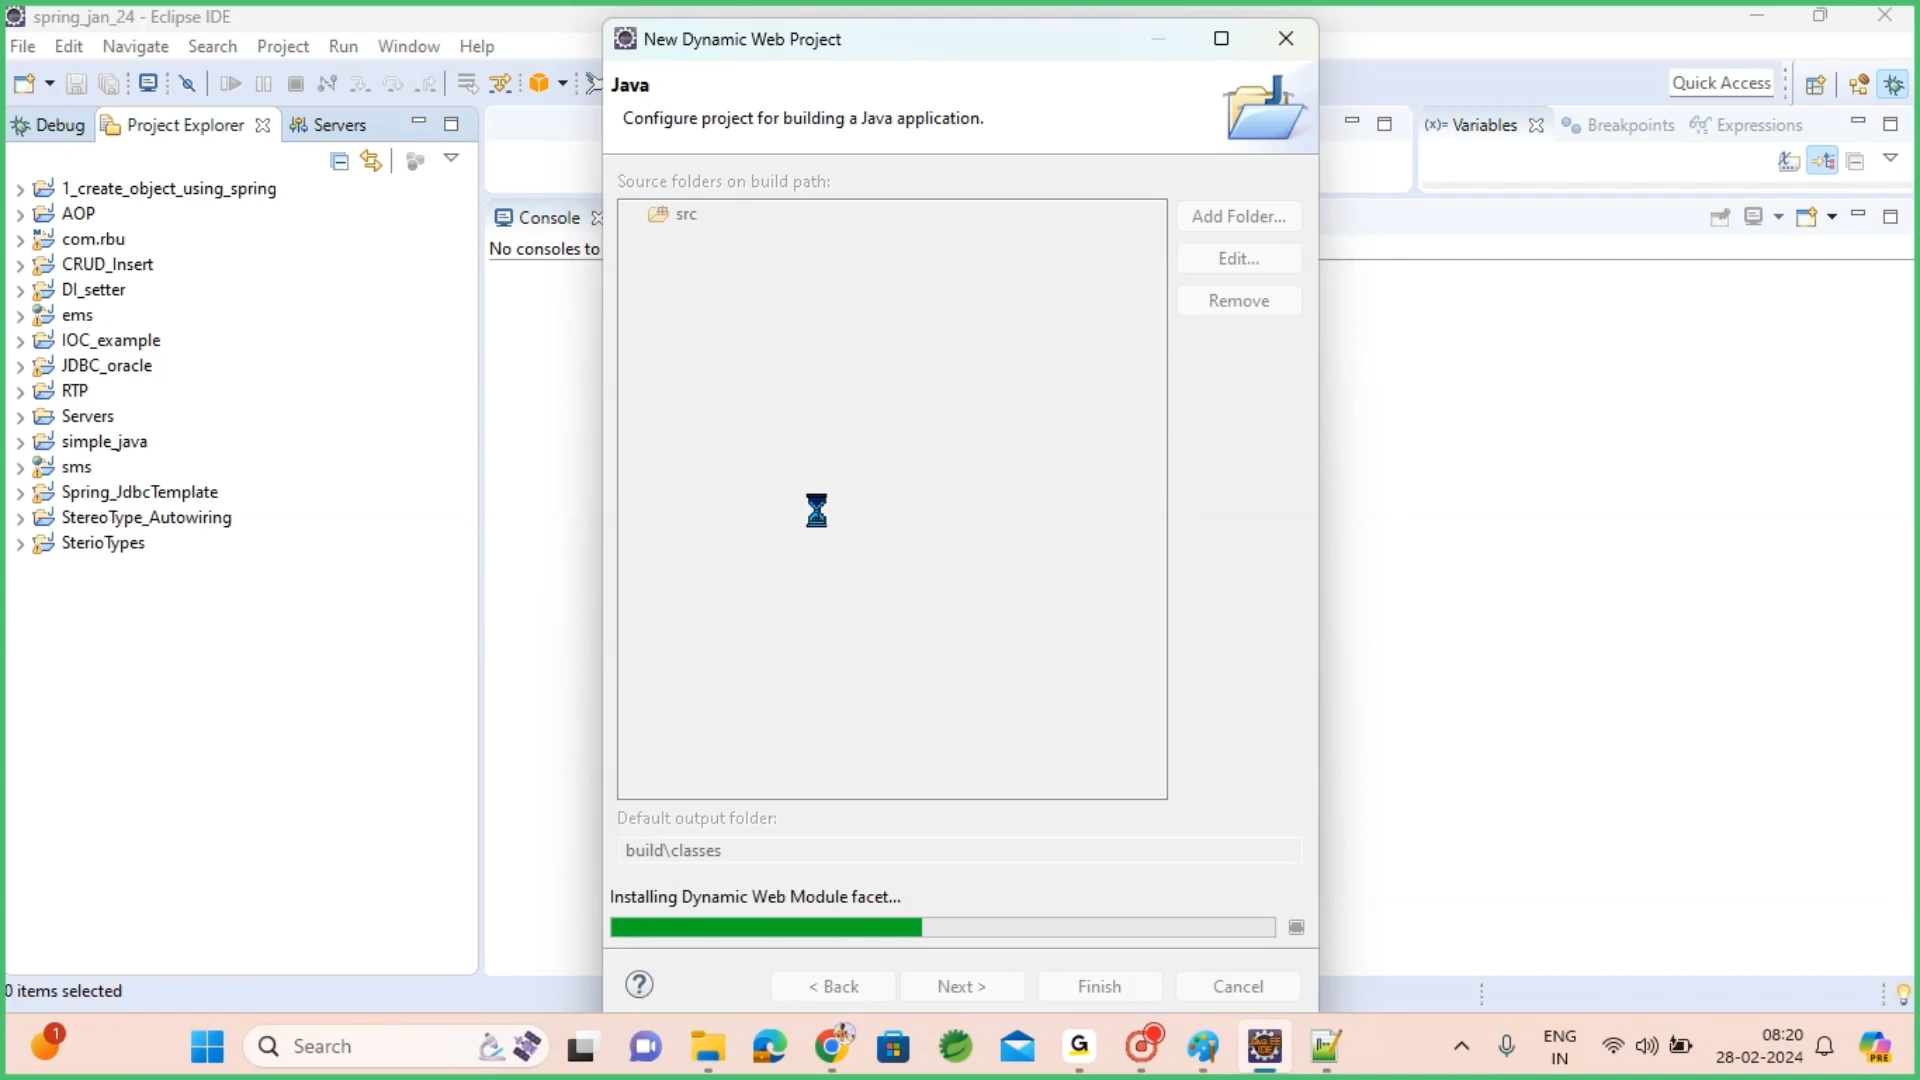 spring_jan_24 - Eclipse IDE
File Edit Navigate Search Project Run Window Help
Quick Access
Debug Project Explorer Servers
1_create_object_using_spring
AOP
com.rbu
CRUD_Insert
DI_setter
ems
IOC_example
JDBC_oracle
RTP
Servers
simple_java
sms
Spring_JdbcTemplate
StereoType_Autowiring
SterioTypes
0 items selected
Console
No consoles to
New Dynamic Web Project
Java
Configure project for building a Java application.
Source folders on build path:
src
Add Folder...
Edit...
Remove
Default output folder:
build\classes
Installing Dynamic Web Module facet...
< Back Next > Finish Cancel
(x)= Variables Breakpoints Expressions
1
Search
G
ENG
IN
08:20
28-02-2024
PRE